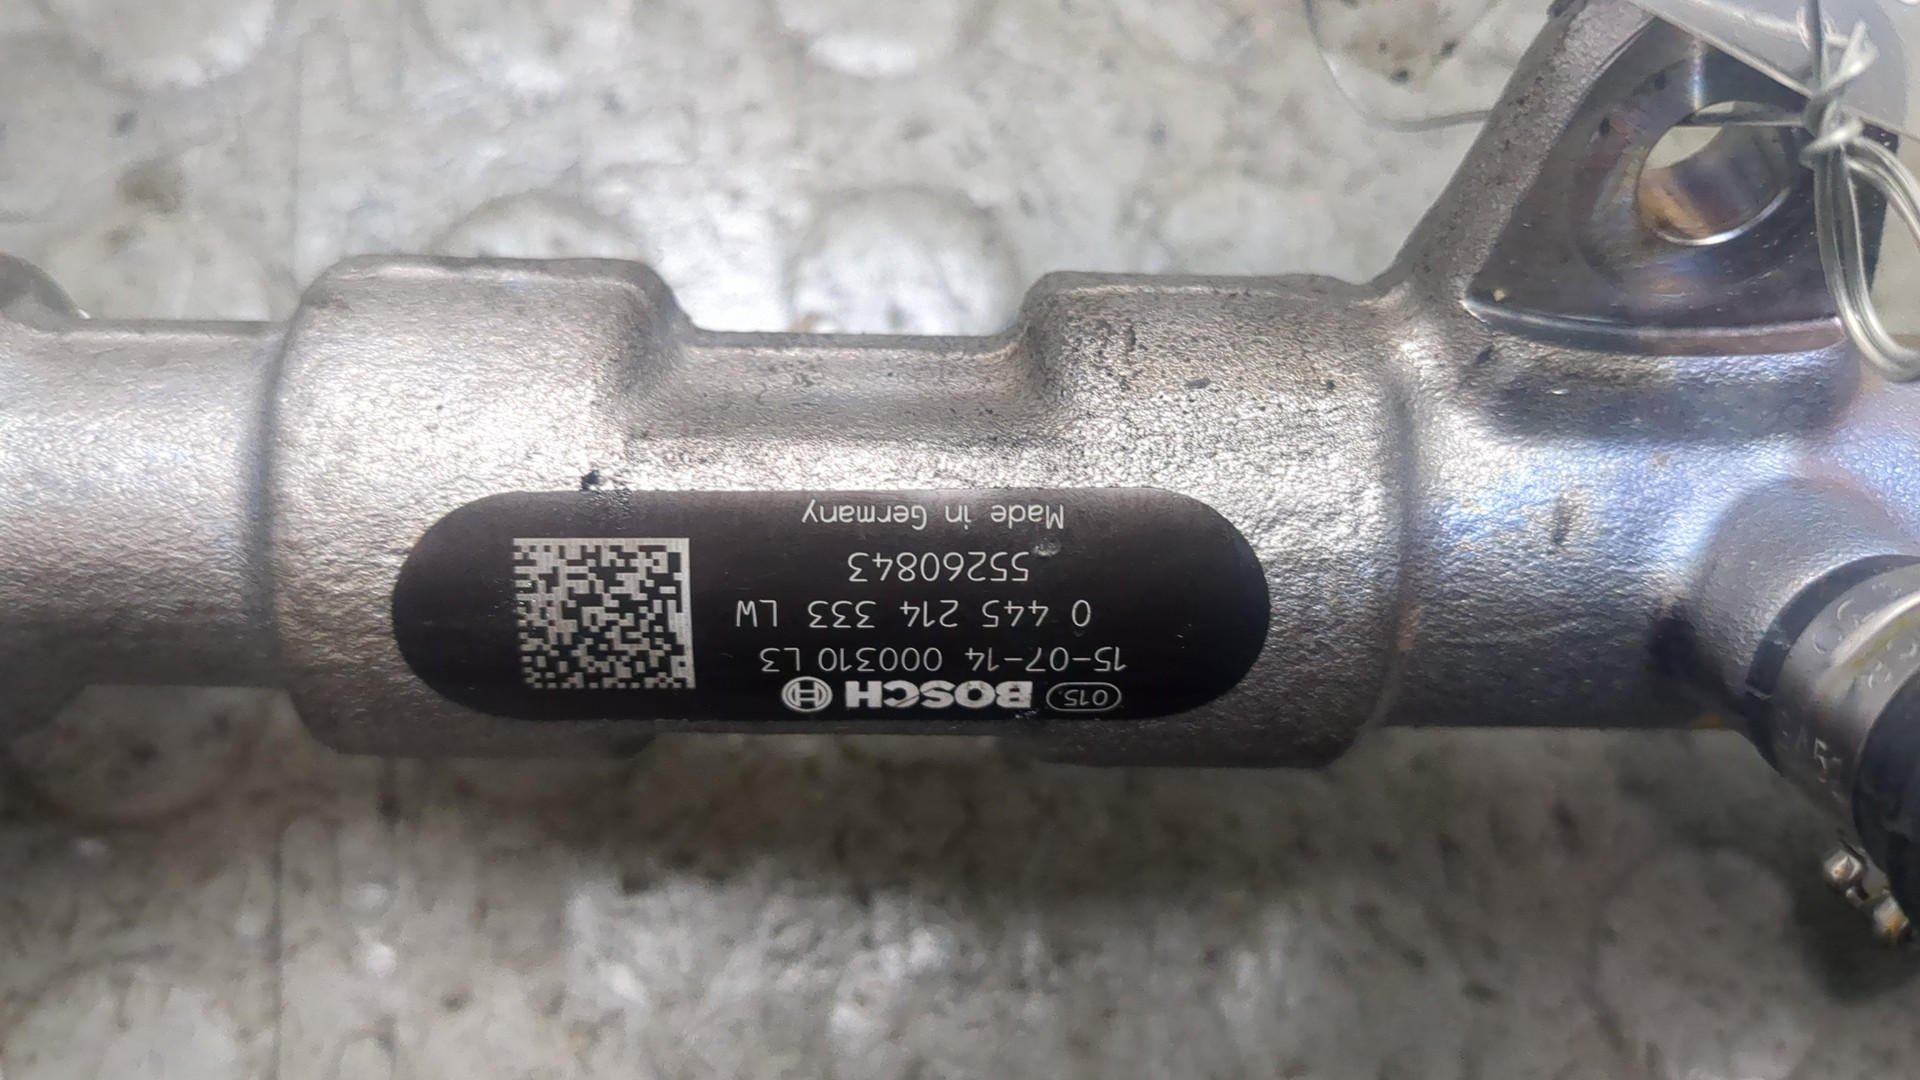 015. BOSCH
15-07-14 000310 L3
0 445 214 333 LW
55260843
Made in Germany